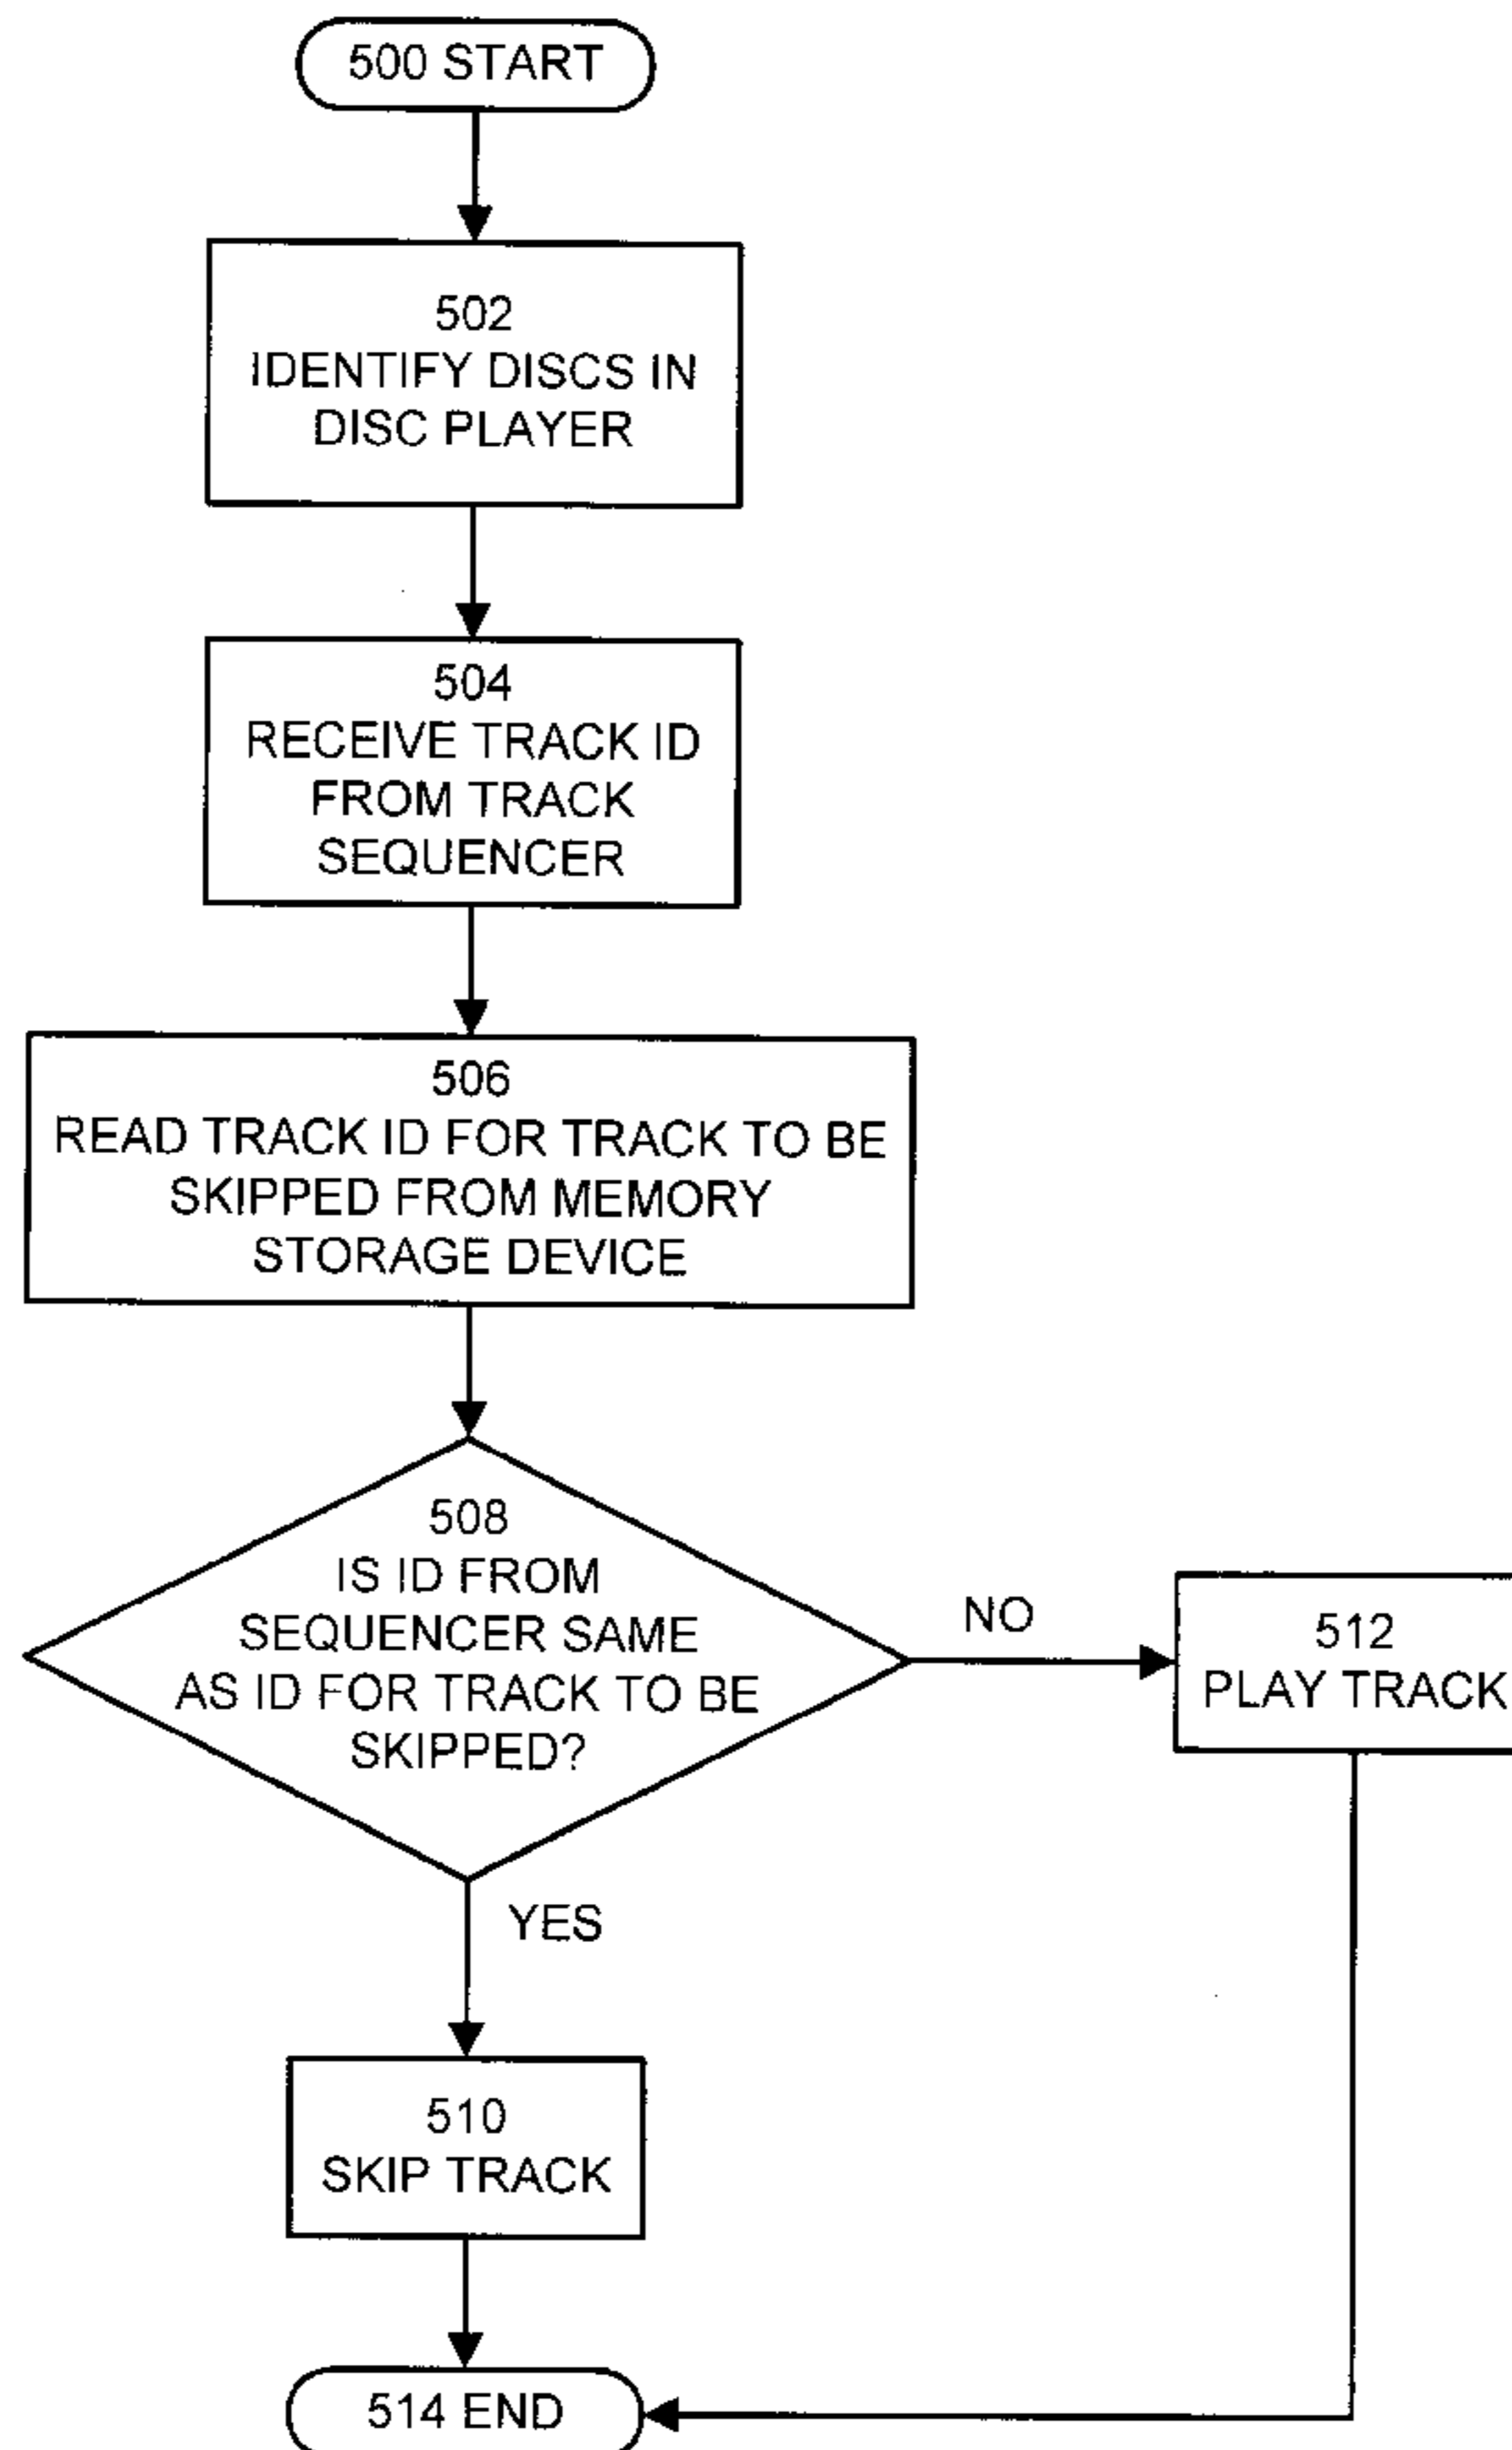 500 START
502
IDENTIFY DISCS IN
DISC PLAYER
504
RECEIVE TRACK ID
FROM TRACK
SEQUENCER
506
READ TRACK ID FOR TRACK TO BE
SKIPPED FROM MEMORY
STORAGE DEVICE
508
IS ID FROM
SEQUENCER SAME
AS ID FOR TRACK TO BE
SKIPPED?
NO
512
PLAY TRACK
YES
510
SKIP TRACK
514 END